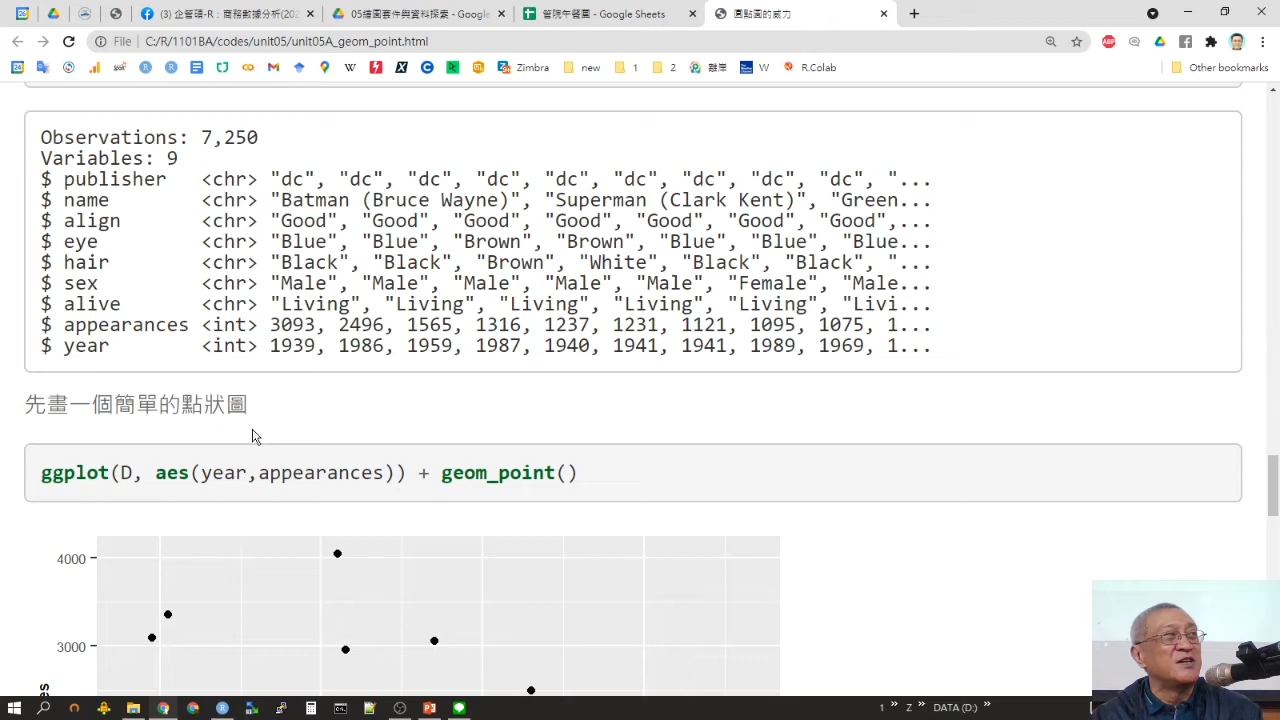 (3) 企管碩-R：商務數據分析(202
05繪圖套件與資料探索 - Google
管院午餐團 - Google Sheets
圓點圖的威力
File
C:/R/1101BA/codes/unit05/unit05A_geom_point.html
Zimbra
new
1
2
離岸
W
R.Colab
Other bookmarks
Observations: 7,250
Variables: 9
$ publisher <chr> "dc", "dc", "dc", "dc", "dc", "dc", "dc", "dc", "dc", "...
$ name <chr> "Batman (Bruce Wayne)", "Superman (Clark Kent)", "Green...
$ align <chr> "Good", "Good", "Good", "Good", "Good", "Good", "Good",...
$ eye <chr> "Blue", "Blue", "Brown", "Brown", "Blue", "Blue", "Blue...
$ hair <chr> "Black", "Black", "Brown", "White", "Black", "Black", "...
$ sex <chr> "Male", "Male", "Male", "Male", "Male", "Female", "Male...
$ alive <chr> "Living", "Living", "Living", "Living", "Living", "Livi...
$ appearances <int> 3093, 2496, 1565, 1316, 1237, 1231, 1121, 1095, 1075, 1...
$ year <int> 1939, 1986, 1959, 1987, 1940, 1941, 1941, 1989, 1969, 1...
先畫一個簡單的點狀圖
ggplot(D, aes(year,appearances)) + geom_point()
4000
3000
1
Z
DATA (D:)